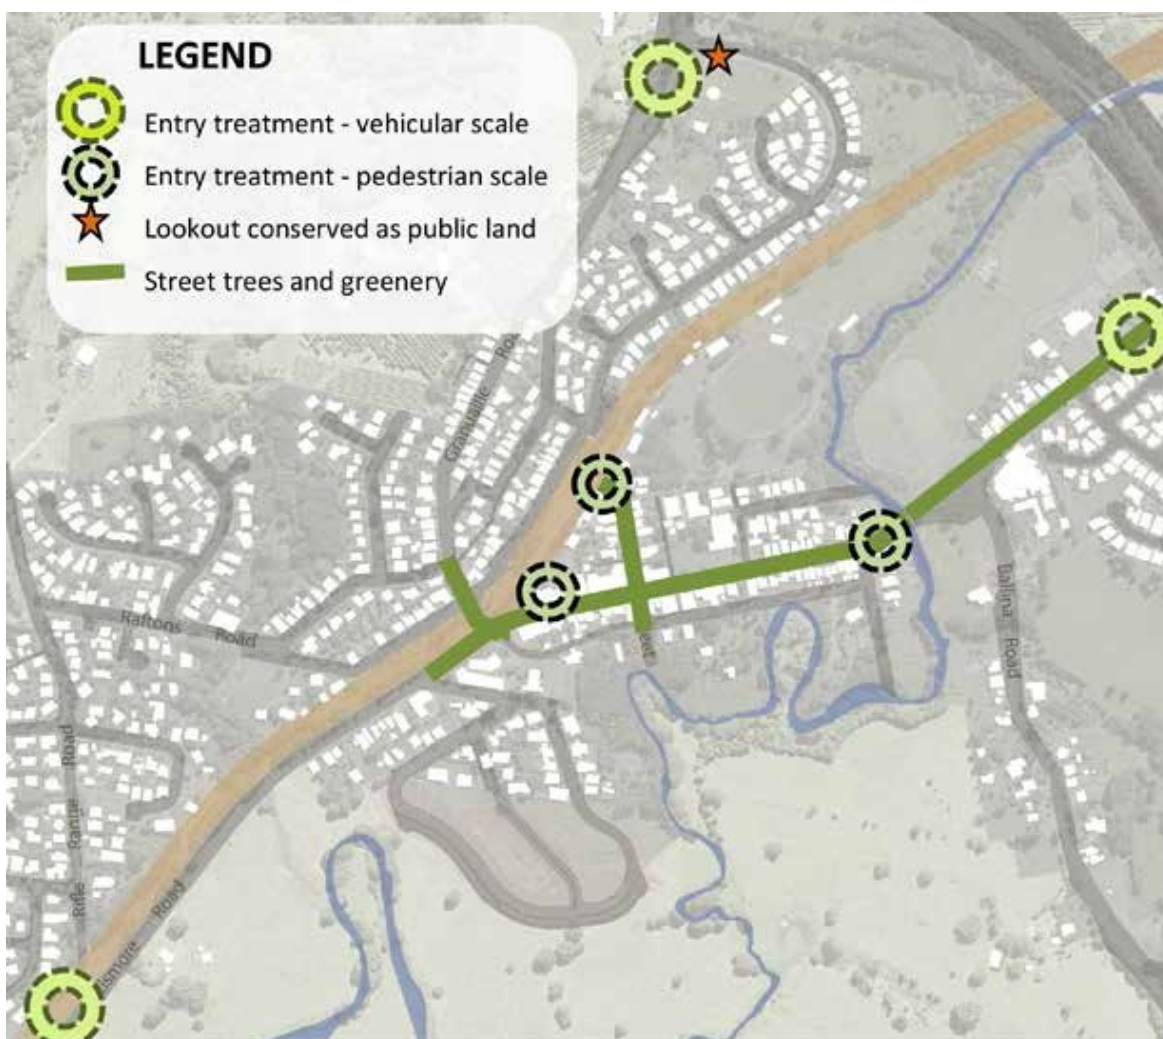 LEGEND
Entry treatment - vehicular scale
Entry treatment - pedestrian scale
Lookout conserved as public land
Street trees and greenery
Granuaille
Raftons Road
Ballina Road
Rifle Range Road
Road